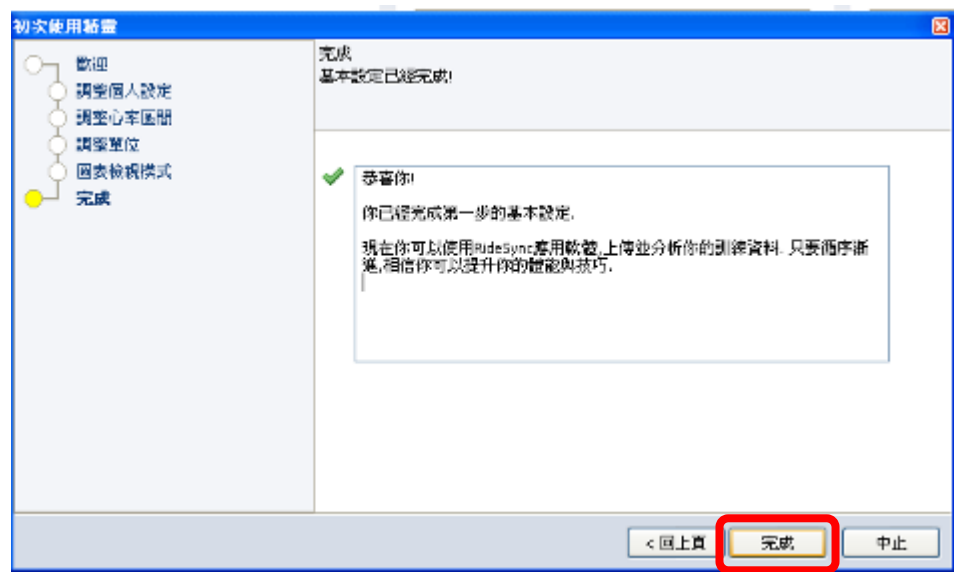 初次使用精靈
歡迎
調整個人設定
調整心率區間
調整單位
圖表檢視模式
完成
完成
基本設定已經完成!
恭喜你!
你已經完成第一步的基本設定.
現在你可以使用RideSync應用軟體,上傳並分析你的訓練資料. 只要循序漸
進,相信你可以提升你的體能與技巧.
<回上頁
完成
中止